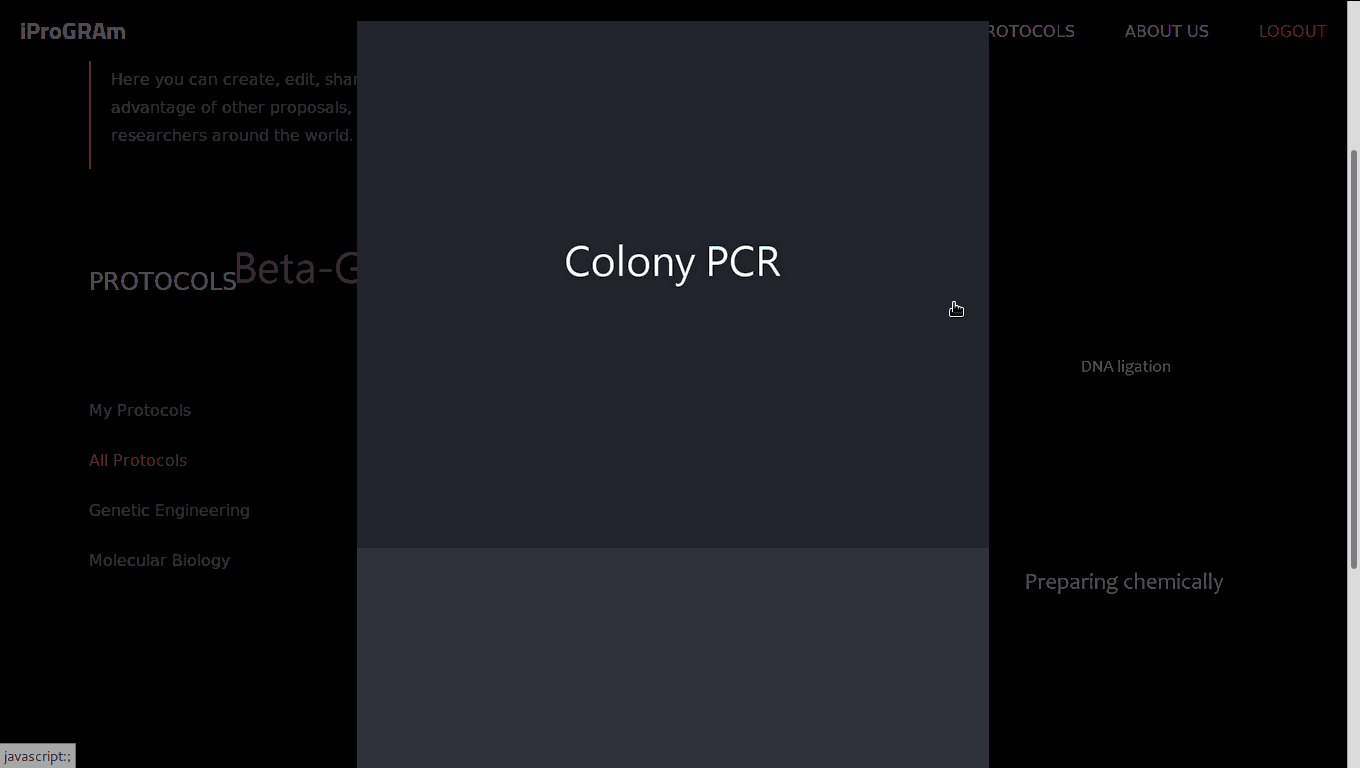 iProGRAm
ROTOCOLS
ABOUT US
LOGOUT
Here you can create, edit, shar
advantage of other proposals,
researchers around the world.
Colony PCR
PROTOCOLS
Beta-G
DNA ligation
My Protocols
All Protocols
Genetic Engineering
Molecular Biology
Preparing chemically
javascript:;